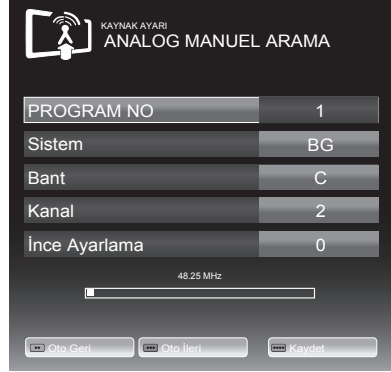 KAYNAK AYARI
ANALOG MANUEL ARAMA
PROGRAM NO 1
Sistem BG
Bant C
Kanal 2
İnce Ayarlama 0
48.25 MHz
Oto Geri Oto İleri Kaydet